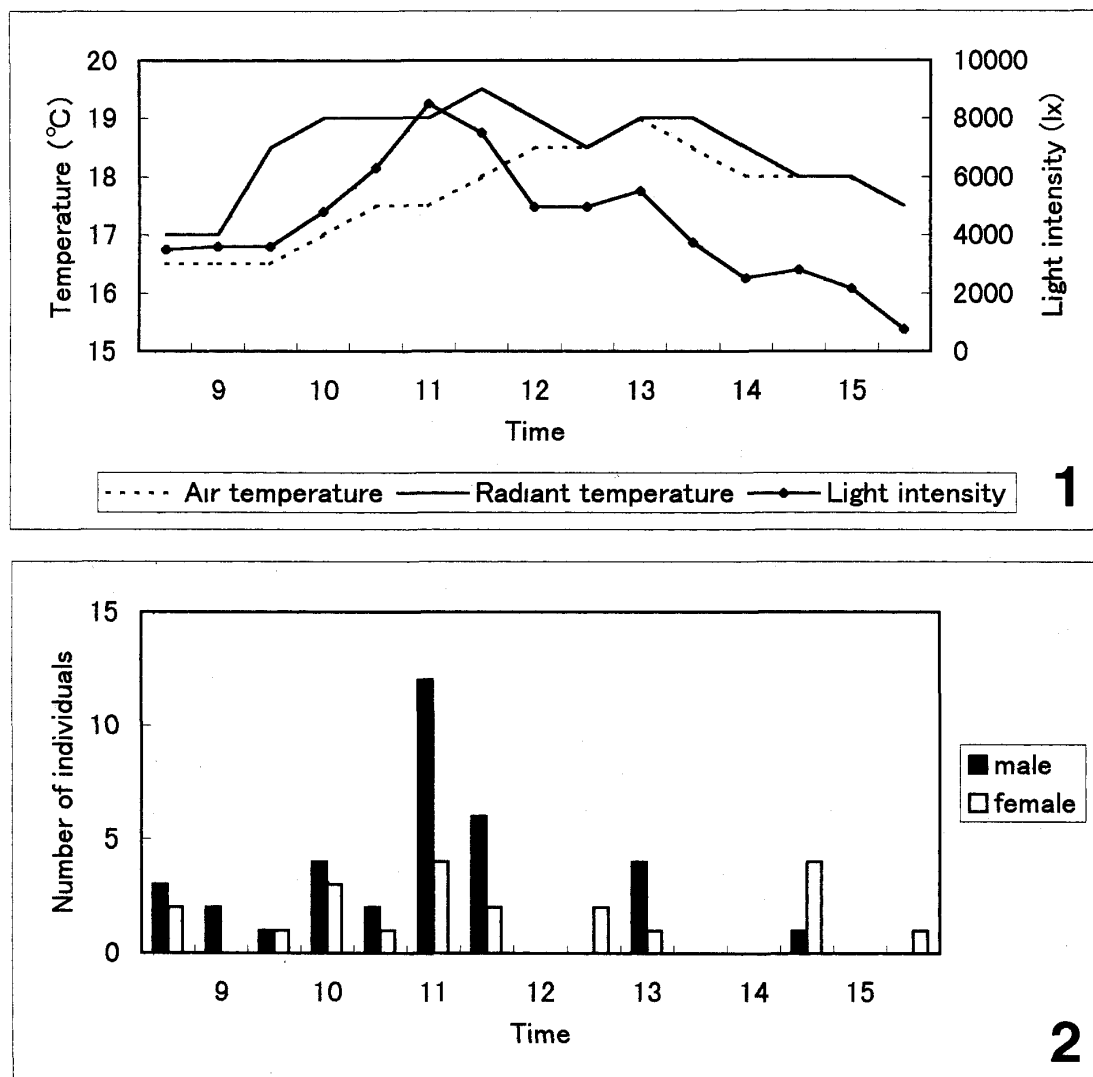 20
19
18
17
16
15
Temperature (℃)
10000
8000
6000
4000
2000
0
Light intensity (lx)
9 10 11 12 13 14 15
Time
Air temperature Radiant temperature Light intensity
1
15
10
5
0
Number of individuals
male
female
9 10 11 12 13 14 15
Time
2